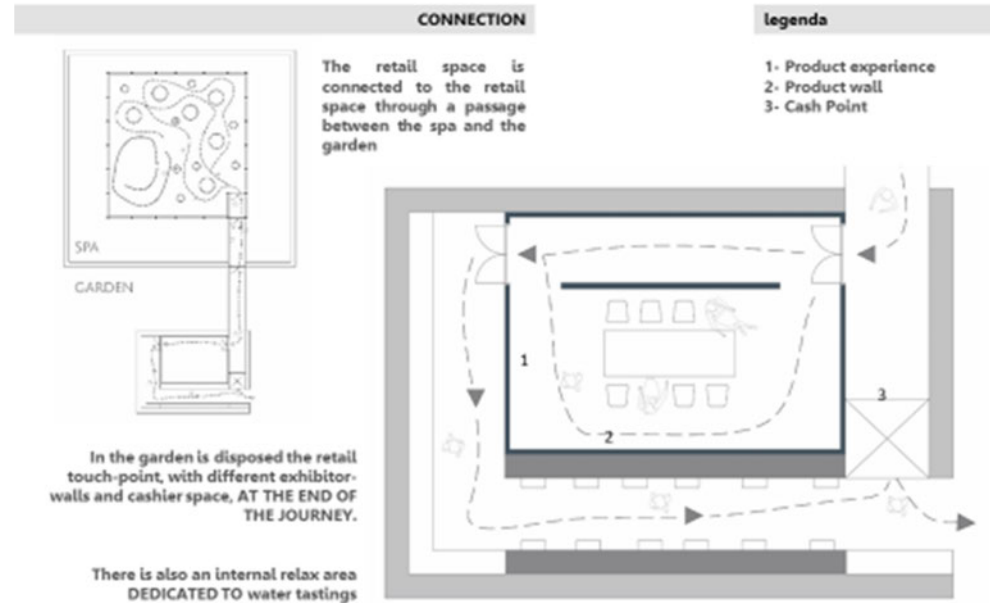 CONNECTION
The retail space is
connected to the retail
space through a passage
between the spa and the
garden
legenda
1- Product experience
2- Product wall
3- Cash Point
SPA
GARDEN
1
2
3
In the garden is disposed the retail
touch-point, with different exhibitor-
walls and cashier space, AT THE END OF
THE JOURNEY.
There is also an internal relax area
DEDICATED TO water tastings